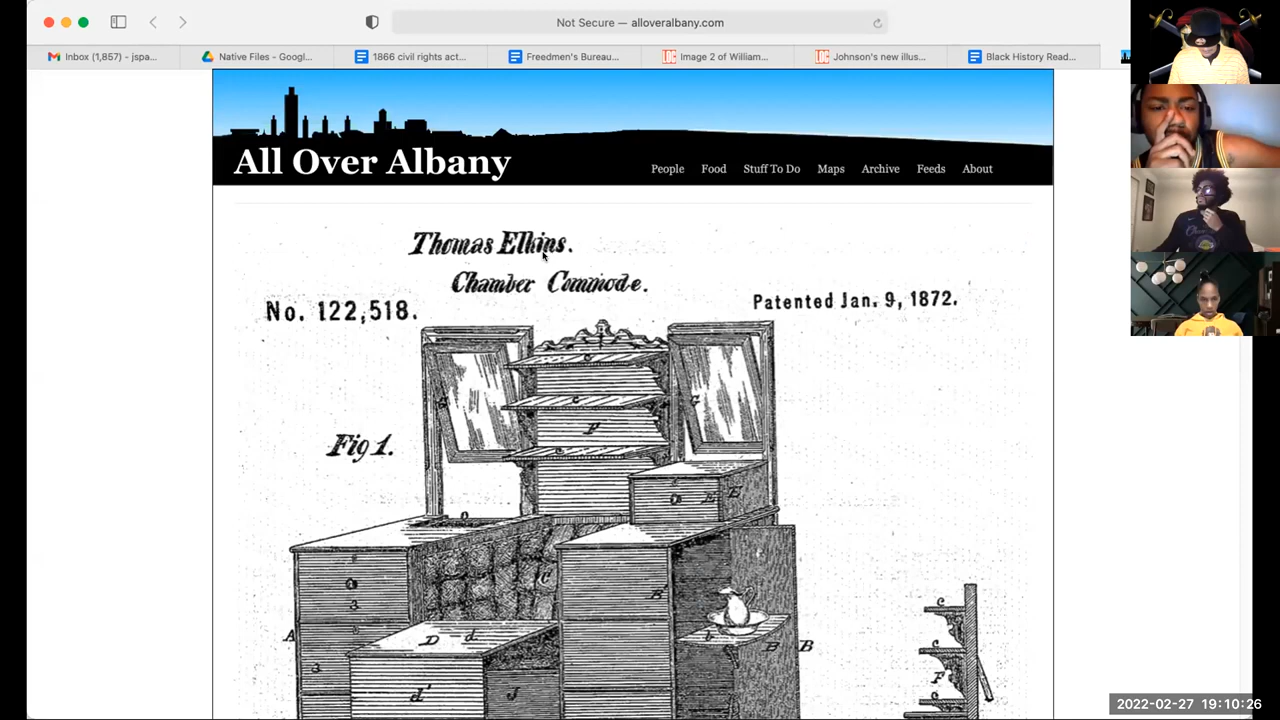 Not Secure — alloveralbany.com
Inbox (1,857) - jspa...
Native Files - Googl...
1866 civil rights act...
Freedmen's Bureau...
Image 2 of William...
Johnson's new illus...
Black History Read...
All Over Albany
People Food Stuff To Do Maps Archive Feeds About
Thomas Elkins.
Chamber Commode.
No. 122,518.
Patented Jan. 9, 1872.
Fig 1.
2022-02-27 19:10:26